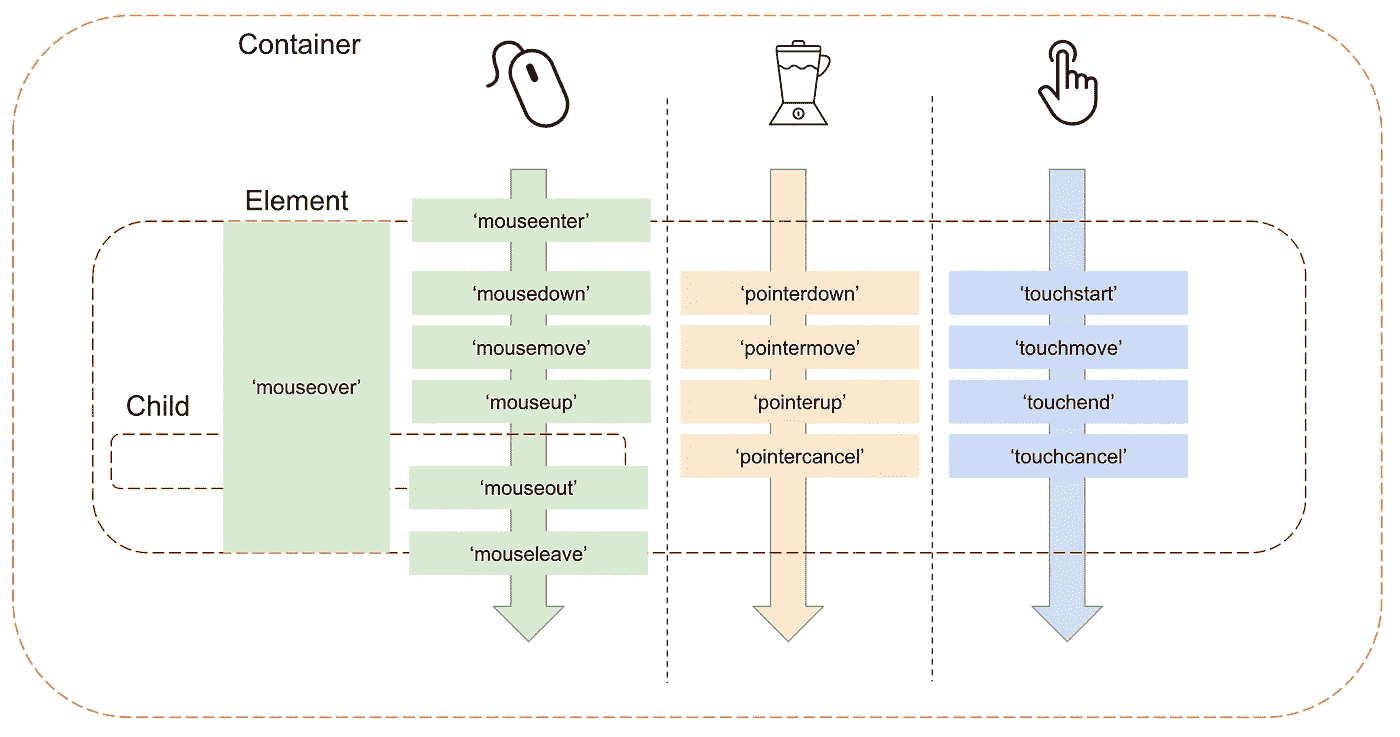 Container
Element
‘mouseenter’
‘mousedown’
‘pointerdown’
‘touchstart’
‘mousemove’
‘pointermove’
‘touchmove’
‘mouseover’
Child
‘mouseup’
‘pointerup’
‘touchend’
‘pointercancel’
‘touchcancel’
‘mouseout’
‘mouseleave’